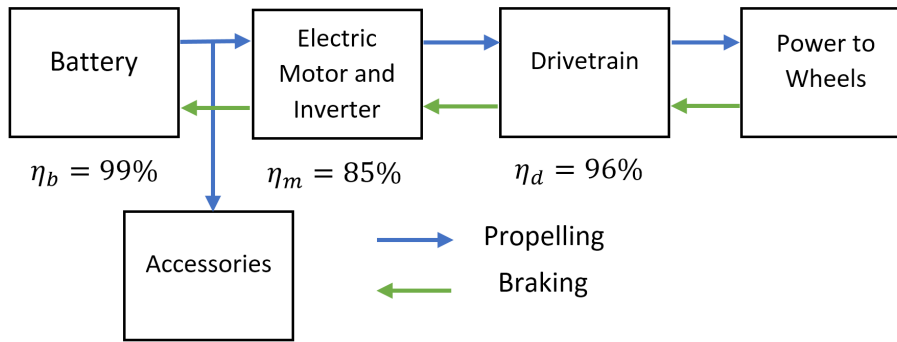 Battery
Electric
Motor and
Inverter
Drivetrain
Power to
Wheels
η_b = 99%
η_m = 85%
η_d = 96%
Accessories
Propelling
Braking